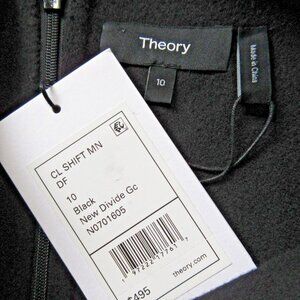 Theory
10
Made in China
CL SHIFT MN
DF
10
Black
New Divide Gc
N0701605
theory.com
$495